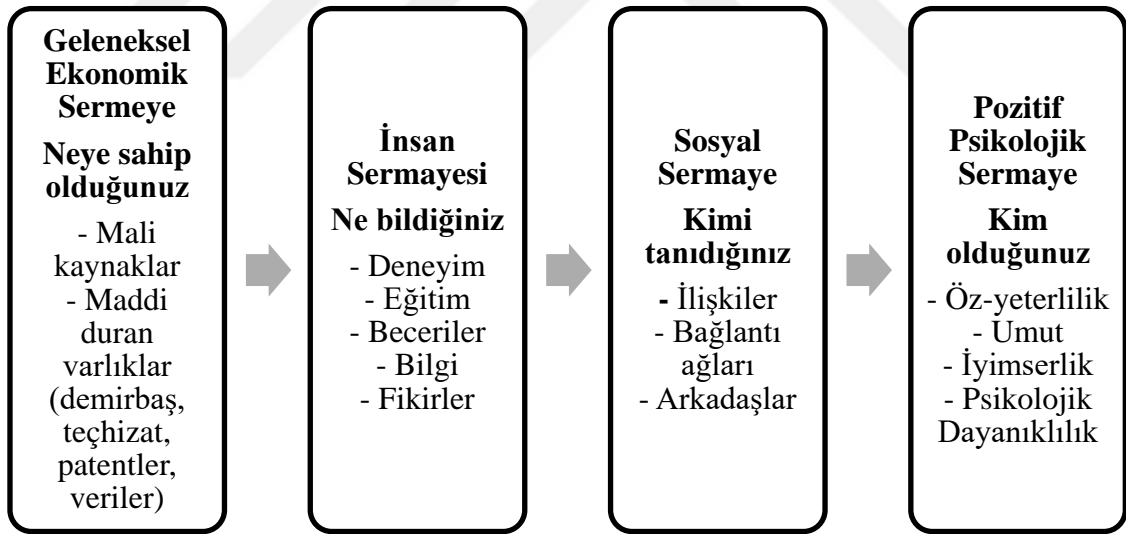 Geleneksel
Ekonomik
Sermeye
Neye sahip
olduğunuz
- Mali
kaynaklar
- Maddi
duran
varlıklar
(demirbaş,
teçhizat,
patentler,
veriler)
İnsan
Sermayesi
Ne bildiğiniz
- Deneyim
- Eğitim
- Beceriler
- Bilgi
- Fikirler
Sosyal
Sermaye
Kimi
tanıdığınız
- İlişkiler
- Bağlantı
ağları
- Arkadaşlar
Pozitif
Psikolojik
Sermaye
Kim
olduğunuz
- Öz-yeterlilik
- Umut
- İyimserlik
- Psikolojik
Dayanıklılık